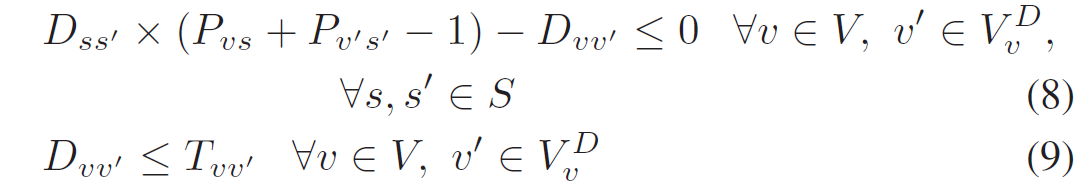 D_{ss'} × (P_{vs} + P_{v's'} − 1) − D_{vv'} ≤ 0 ∀v ∈ V, v' ∈ V_v^D,
∀s, s' ∈ S (8)
D_{vv'} ≤ T_{vv'} ∀v ∈ V, v' ∈ V_v^D (9)